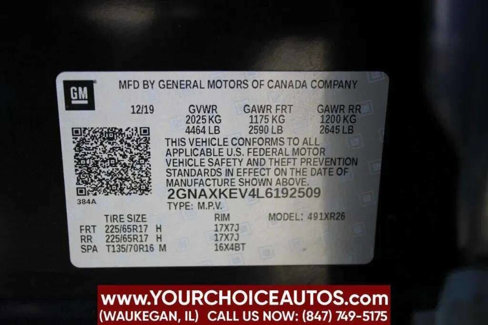 GM
MFD BY GENERAL MOTORS OF CANADA COMPANY
12/19 GVWR GAWR FRT GAWR RR
2025 KG 1175 KG 1200 KG
4464 LB 2590 LB 2645 LB
THIS VEHICLE CONFORMS TO ALL
APPLICABLE U.S. FEDERAL MOTOR
VEHICLE SAFETY AND THEFT PREVENTION
STANDARDS IN EFFECT ON THE DATE OF
MANUFACTURE SHOWN ABOVE.
384A 2GNAXKEV4L6192509
TYPE: M.P.V.
TIRE SIZE RIM MODEL: 491XR26
FRT 225/65R17 H 17X7J
RR 225/65R17 H 17X7J
SPA T135/70R16 M 16X4BT
WWW.YOURCHOICEAUTOS.COM
(WAUKEGAN, IL) CALL US NOW: (847) 749-5175